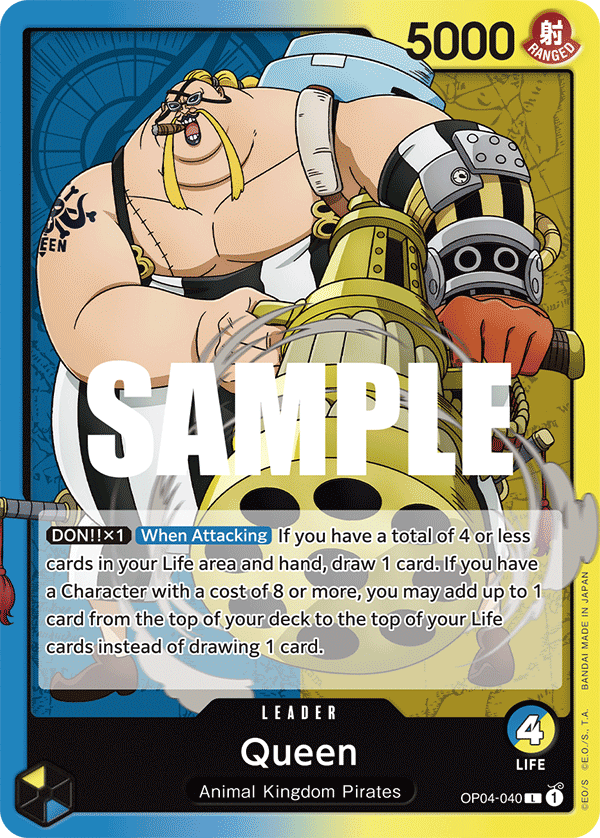 5000
射
RANGED
QUEEN
SAMPLE
DON!!×1 When Attacking If you have a total of 4 or less
cards in your Life area and hand, draw 1 card. If you have
a Character with a cost of 8 or more, you may add up to 1
card from the top of your deck to the top of your Life
cards instead of drawing 1 card.
LEADER
4
LIFE
Queen
Animal Kingdom Pirates
OP04-040 L 1
©EO/S ©E.O./S., T.A. BANDAI MADE IN JAPAN